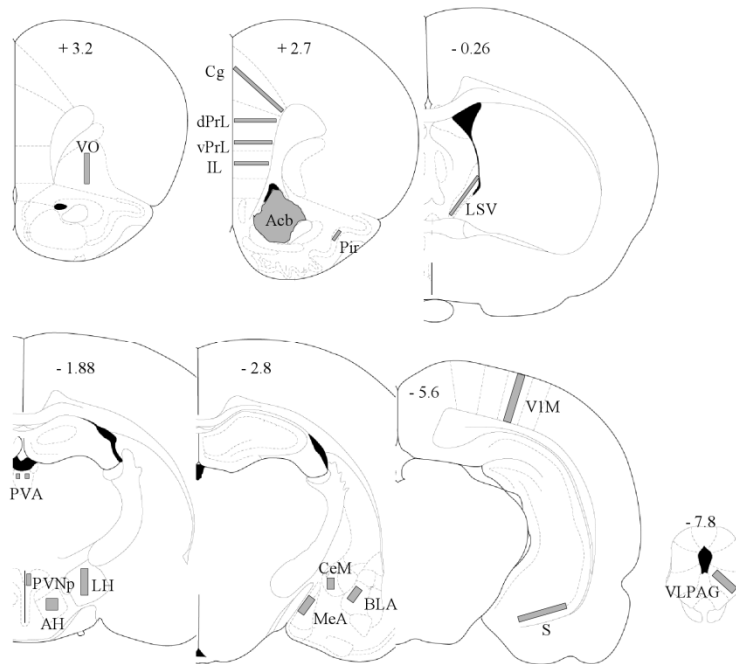 + 3.2
VO
+ 2.7
Cg
dPrL
vPrL
IL
Acb
Pir
- 0.26
LSV
- 1.88
PVA
PVNp
LH
AH
- 2.8
CeM
BLA
MeA
- 5.6
V1M
S
- 7.8
VLPAG